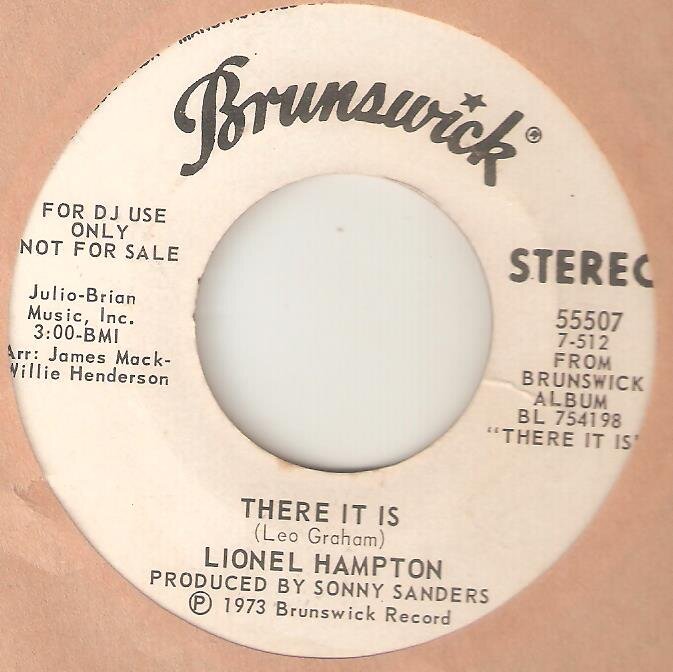 Brunswick®
FOR DJ USE
ONLY
NOT FOR SALE
Julio-Brian
Music, Inc.
3:00-BMI
Arr: James Mack-
Willie Henderson
STEREO
55507
7-512
FROM
BRUNSWICK
ALBUM
BL 754198
"THERE IT IS"
THERE IT IS
(Leo Graham)
LIONEL HAMPTON
PRODUCED BY SONNY SANDERS
Ⓟ 1973 Brunswick Record